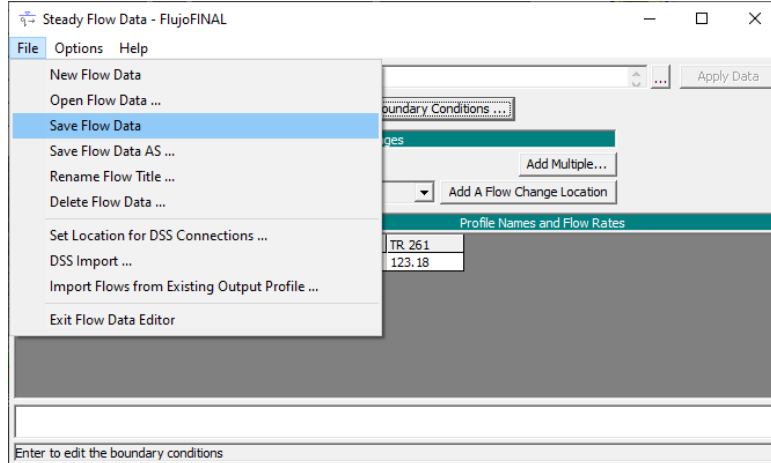 Steady Flow Data - FlujoFINAL
File Options Help
New Flow Data
Open Flow Data ...
Save Flow Data
Save Flow Data AS ...
Rename Flow Title ...
Delete Flow Data ...
Set Location for DSS Connections ...
DSS Import ...
Import Flows from Existing Output Profile ...
Exit Flow Data Editor
... Apply Data
Conditions ...
Add Multiple...
Add A Flow Change Location
Profile Names and Flow Rates
TR 261
123.18
Enter to edit the boundary conditions